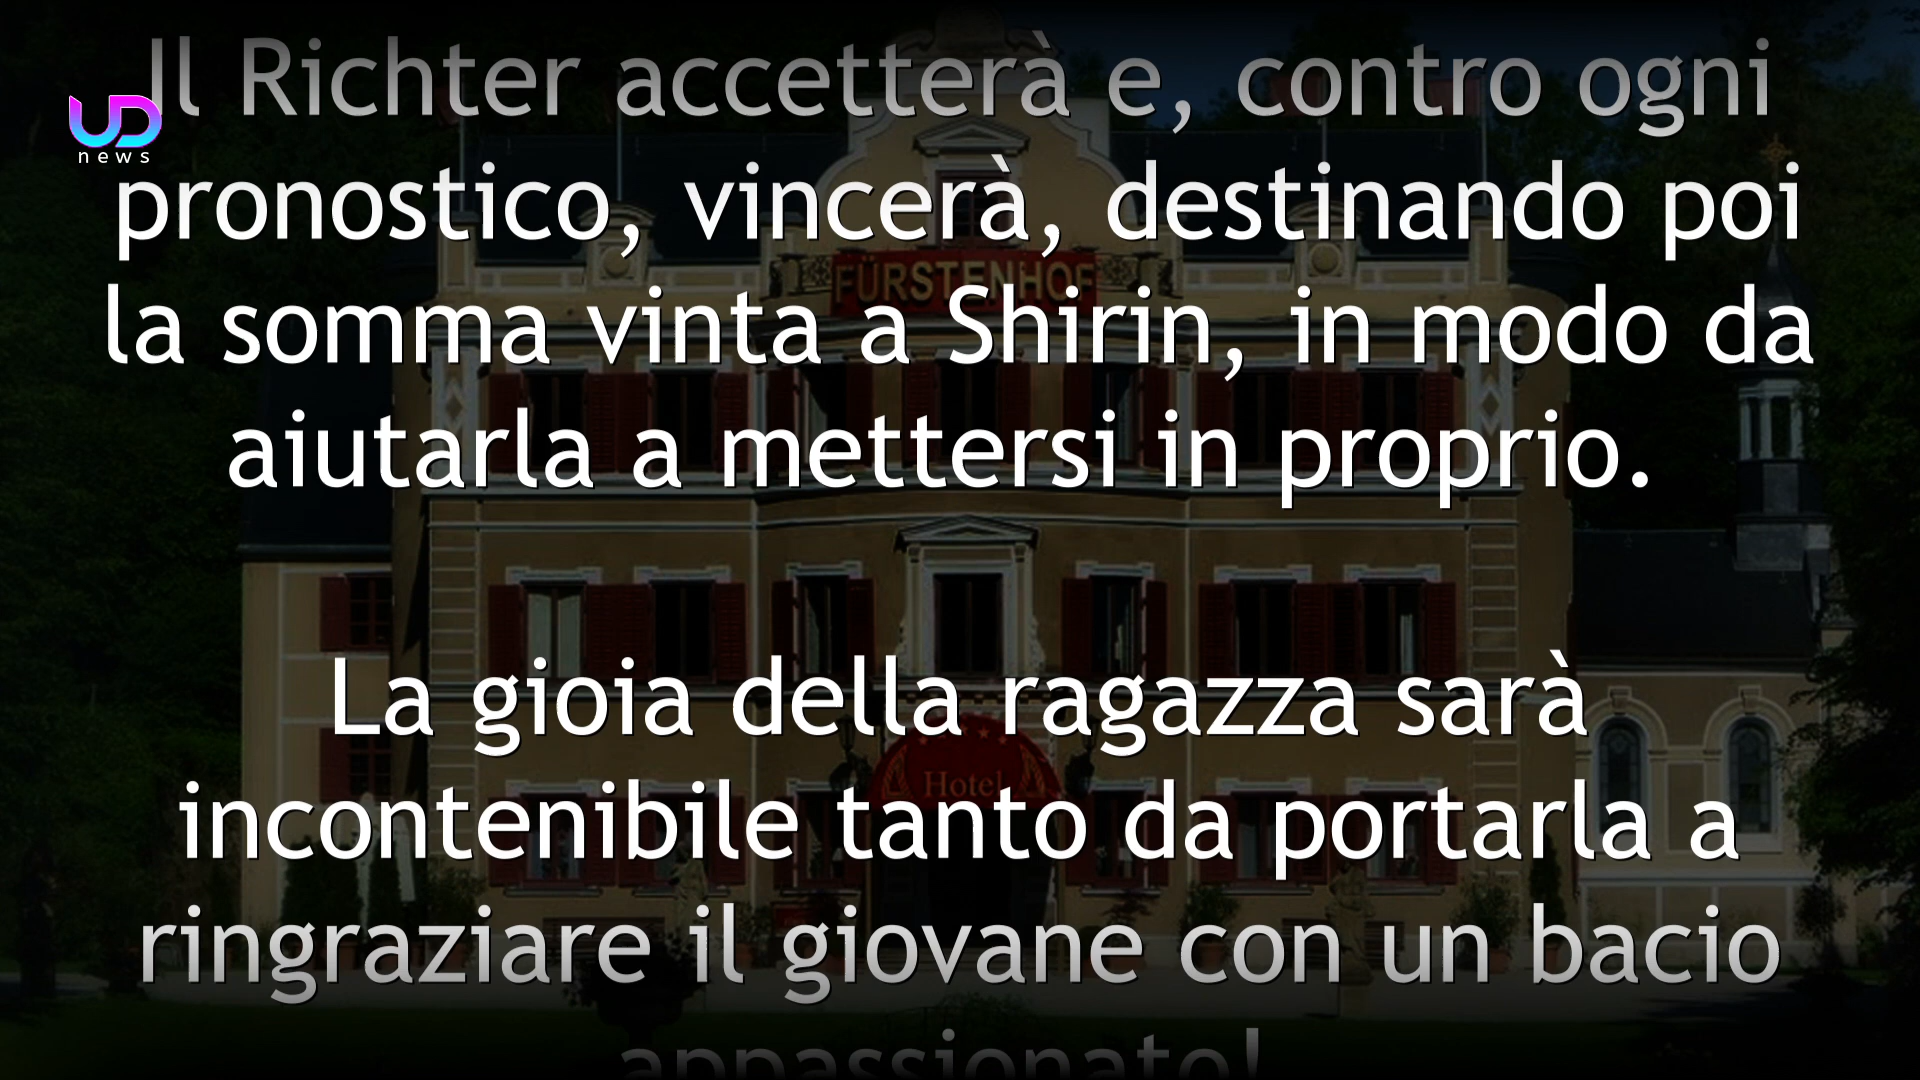 Il Richter accetterà e, contro ogni
UD
news
pronostico, vincerà, destinando poi
FÜRSTENHOF
la somma vinta a Shirin, in modo da
aiutarla a mettersi in proprio.
La gioia della ragazza sarà
Hotel
incontenibile tanto da portarla a
ringraziare il giovane con un bacio
appassionato!